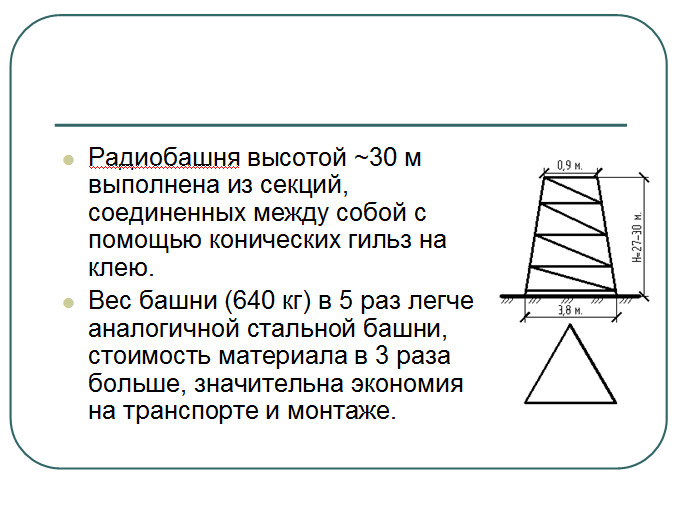 Радиобашня высотой ~30 м
выполнена из секций,
соединенных между собой с
помощью конических гильз на
клею.
Вес башни (640 кг) в 5 раз легче
аналогичной стальной башни,
стоимость материала в 3 раза
больше, значительна экономия
на транспорте и монтаже.
0,9 м.
H=27-30 м.
3,8 м.